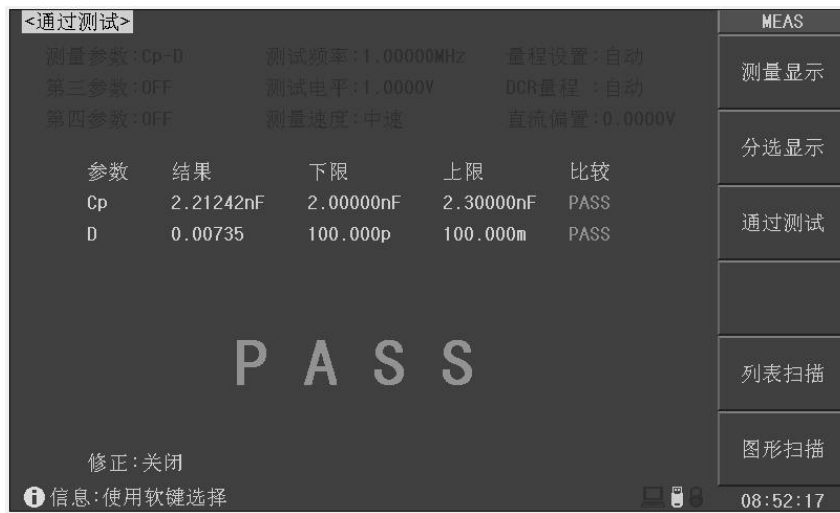 <通过测试>
测量参数:Cp-D 测试频率:1.00000MHz 量程设置:自动
第三参数:OFF 测试电平:1.0000V DCR量程 :自动
第四参数:OFF 测量速度:中速 直流偏置:0.0000V
参数 结果 下限 上限 比较
Cp 2.21242nF 2.00000nF 2.30000nF PASS
D 0.00735 100.000p 100.000m PASS
PASS
修正:关闭
信息:使用软键选择
MEAS
测量显示
分选显示
通过测试
列表扫描
图形扫描
08:52:17